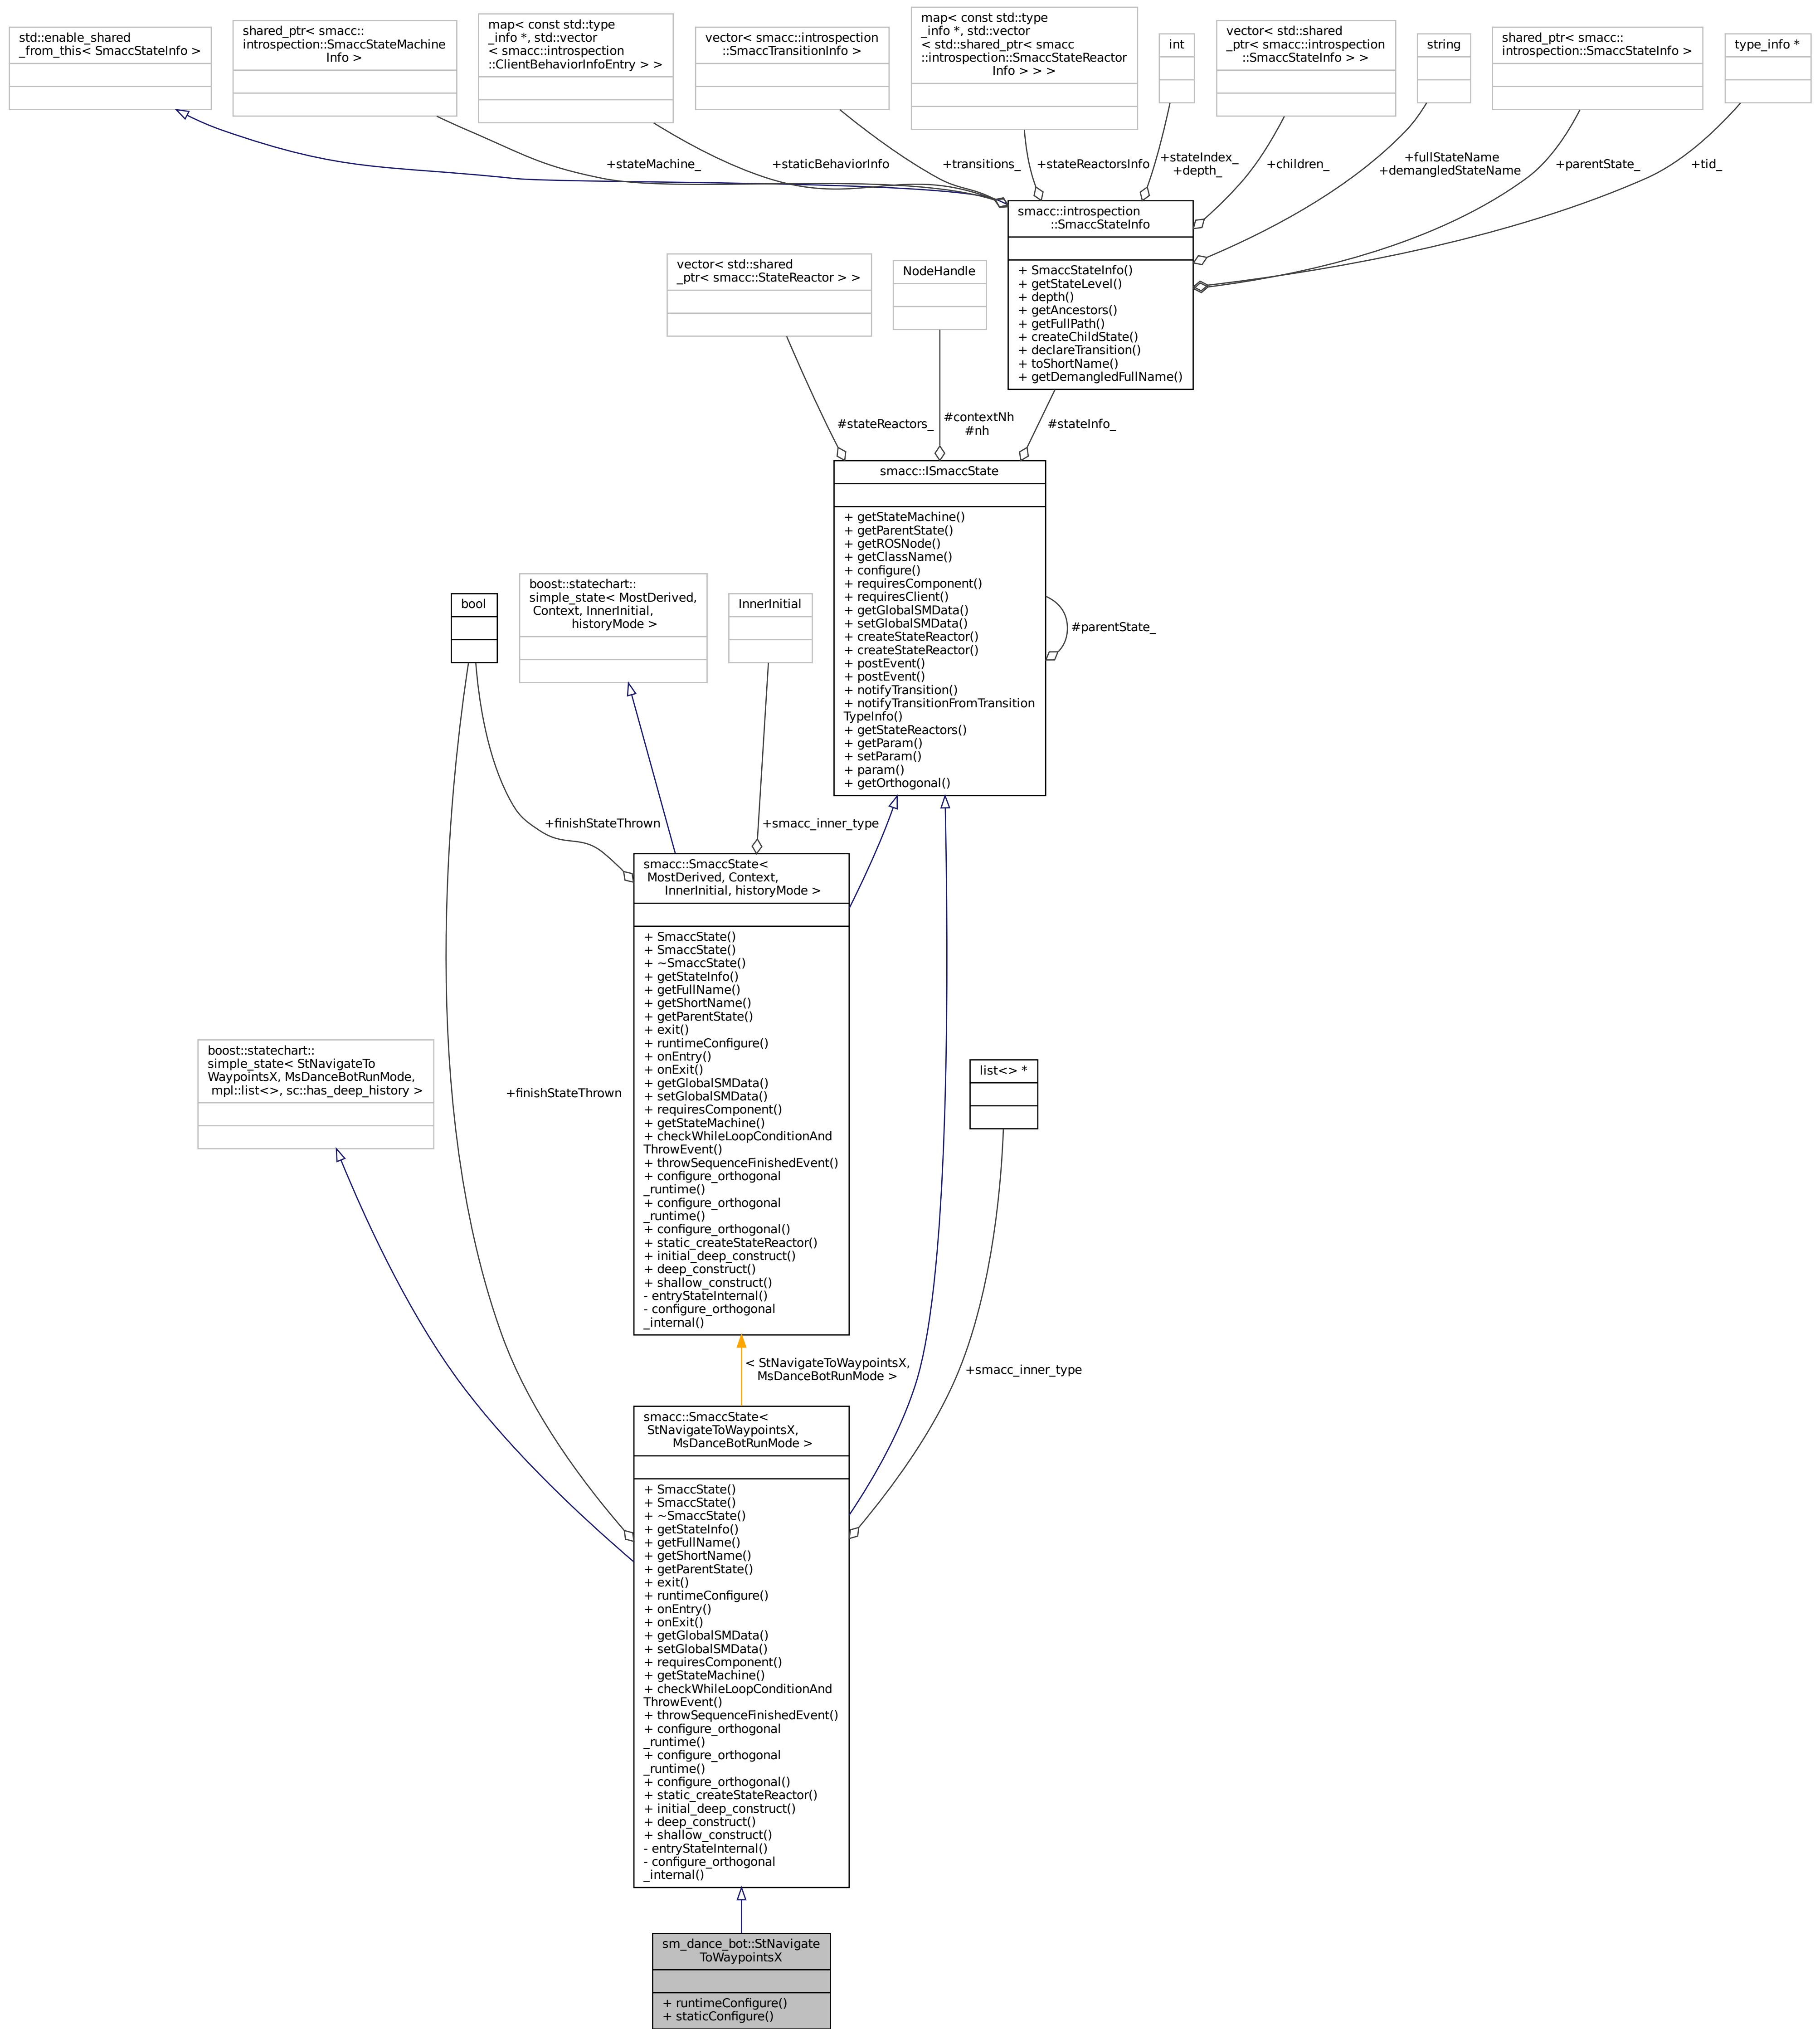 std::enable_shared
_from_this< SmaccStateInfo >
shared_ptr< smacc::
introspection::SmaccStateMachine
Info >
map< const std::type
_info *, std::vector
< smacc::introspection
::ClientBehaviorInfoEntry > >
vector< smacc::introspection
::SmaccTransitionInfo >
map< const std::type
_info *, std::vector
< std::shared_ptr< smacc
::introspection::SmaccStateReactor
Info > > >
int
vector< std::shared
_ptr< smacc::introspection
::SmaccStateInfo > >
string
shared_ptr< smacc::
introspection::SmaccStateInfo >
type_info *
+stateMachine_
+staticBehaviorInfo
+transitions_
+stateReactorsInfo
+stateIndex_
+depth_
+children_
+fullStateName
+demangledStateName
+parentState_
+tid_
smacc::introspection
::SmaccStateInfo
+ SmaccStateInfo()
+ getStateLevel()
+ depth()
+ getAncestors()
+ getFullPath()
+ createChildState()
+ declareTransition()
+ toShortName()
+ getDemangledFullName()
vector< std::shared
_ptr< smacc::StateReactor > >
NodeHandle
#stateReactors_
#contextNh
#nh
#stateInfo_
smacc::ISmaccState
+ getStateMachine()
+ getParentState()
+ getROSNode()
+ getClassName()
+ configure()
+ requiresComponent()
+ requiresClient()
+ getGlobalSMData()
+ setGlobalSMData()
+ createStateReactor()
+ createStateReactor()
+ postEvent()
+ postEvent()
+ notifyTransition()
+ notifyTransitionFromTransition
TypeInfo()
+ getStateReactors()
+ getParam()
+ setParam()
+ param()
+ getOrthogonal()
#parentState_
bool
boost::statechart::
simple_state< MostDerived,
Context, InnerInitial,
historyMode >
InnerInitial
+finishStateThrown
+smacc_inner_type
smacc::SmaccState<
MostDerived, Context,
InnerInitial, historyMode >
+ SmaccState()
+ SmaccState()
+ ~SmaccState()
+ getStateInfo()
+ getFullName()
+ getShortName()
+ getParentState()
+ exit()
+ runtimeConfigure()
+ onEntry()
+ onExit()
+ getGlobalSMData()
+ setGlobalSMData()
+ requiresComponent()
+ getStateMachine()
+ checkWhileLoopConditionAnd
ThrowEvent()
+ throwSequenceFinishedEvent()
+ configure_orthogonal
_runtime()
+ configure_orthogonal
_runtime()
+ configure_orthogonal()
+ static_createStateReactor()
+ initial_deep_construct()
+ deep_construct()
+ shallow_construct()
- entryStateInternal()
- configure_orthogonal
_internal()
boost::statechart::
simple_state< StNavigateTo
WaypointsX, MsDanceBotRunMode,
mpl::list<>, sc::has_deep_history >
+finishStateThrown
list<> *
< StNavigateToWaypointsX,
MsDanceBotRunMode >
+smacc_inner_type
smacc::SmaccState<
StNavigateToWaypointsX,
MsDanceBotRunMode >
+ SmaccState()
+ SmaccState()
+ ~SmaccState()
+ getStateInfo()
+ getFullName()
+ getShortName()
+ getParentState()
+ exit()
+ runtimeConfigure()
+ onEntry()
+ onExit()
+ getGlobalSMData()
+ setGlobalSMData()
+ requiresComponent()
+ getStateMachine()
+ checkWhileLoopConditionAnd
ThrowEvent()
+ throwSequenceFinishedEvent()
+ configure_orthogonal
_runtime()
+ configure_orthogonal
_runtime()
+ configure_orthogonal()
+ static_createStateReactor()
+ initial_deep_construct()
+ deep_construct()
+ shallow_construct()
- entryStateInternal()
- configure_orthogonal
_internal()
sm_dance_bot::StNavigate
ToWaypointsX
+ runtimeConfigure()
+ staticConfigure()